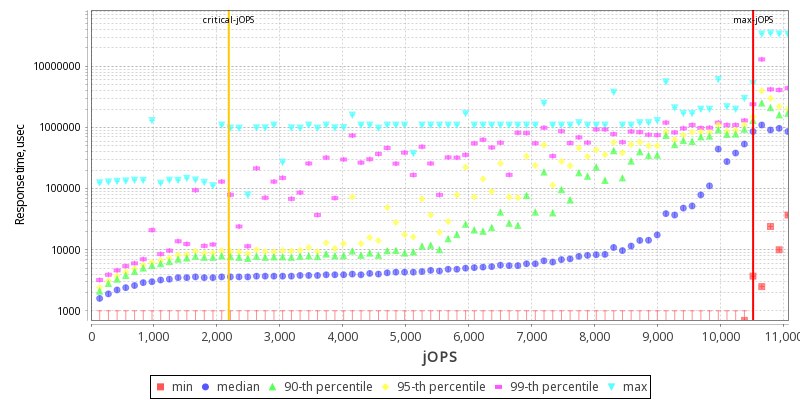 critical-jOPS
max-jOPS
Response time, usec
10000000
1000000
100000
10000
1000
0
1,000
2,000
3,000
4,000
5,000
6,000
7,000
8,000
9,000
10,000
11,000
jOPS
min
median
90-th percentile
95-th percentile
99-th percentile
max